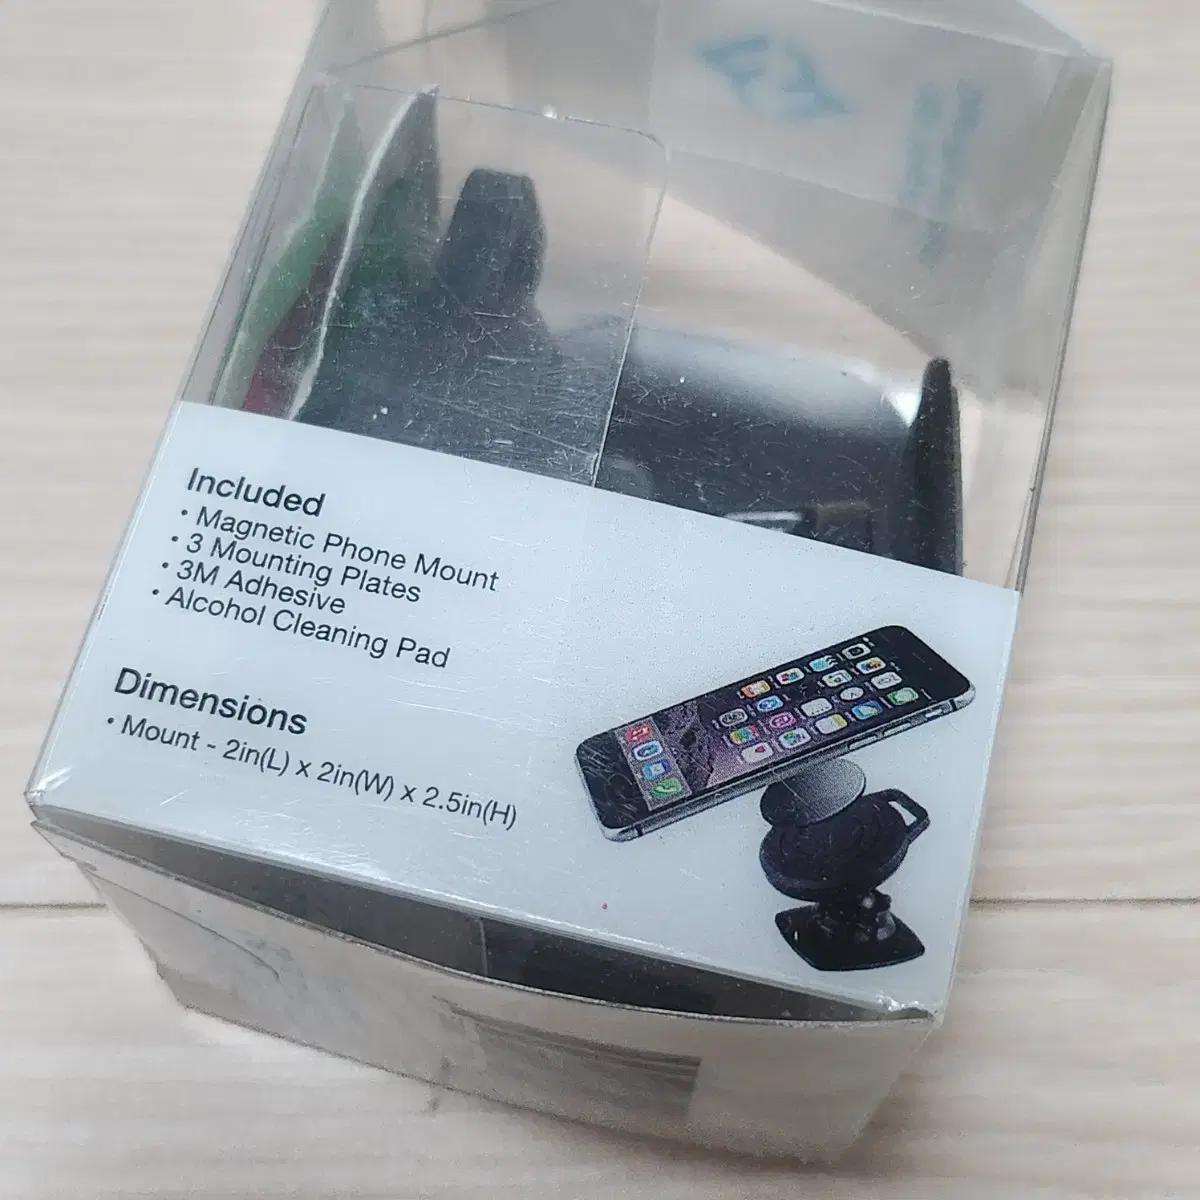 Included
• Magnetic Phone Mount
• 3 Mounting Plates
• 3M Adhesive
• Alcohol Cleaning Pad
Dimensions
• Mount - 2in(L) x 2in(W) x 2.5in(H)